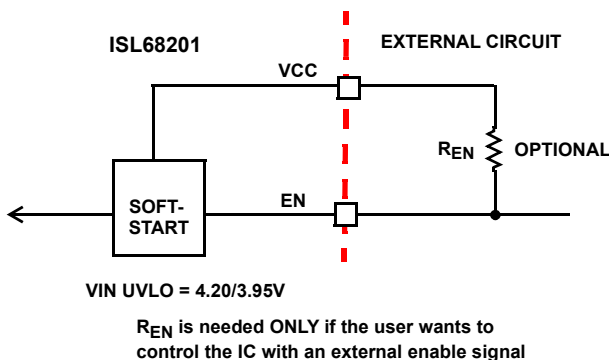 ISL68201
EXTERNAL CIRCUIT
VCC
REN
OPTIONAL
SOFT-
START
EN
VIN UVLO = 4.20/3.95V
REN is needed ONLY if the user wants to
control the IC with an external enable signal